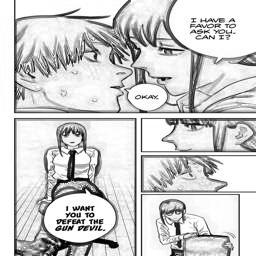 I HAVE A
FAVOR TO
ASK YOU.
CAN I?
OKAY.
I WANT
YOU TO
DEFEAT THE
GUN DEVIL.